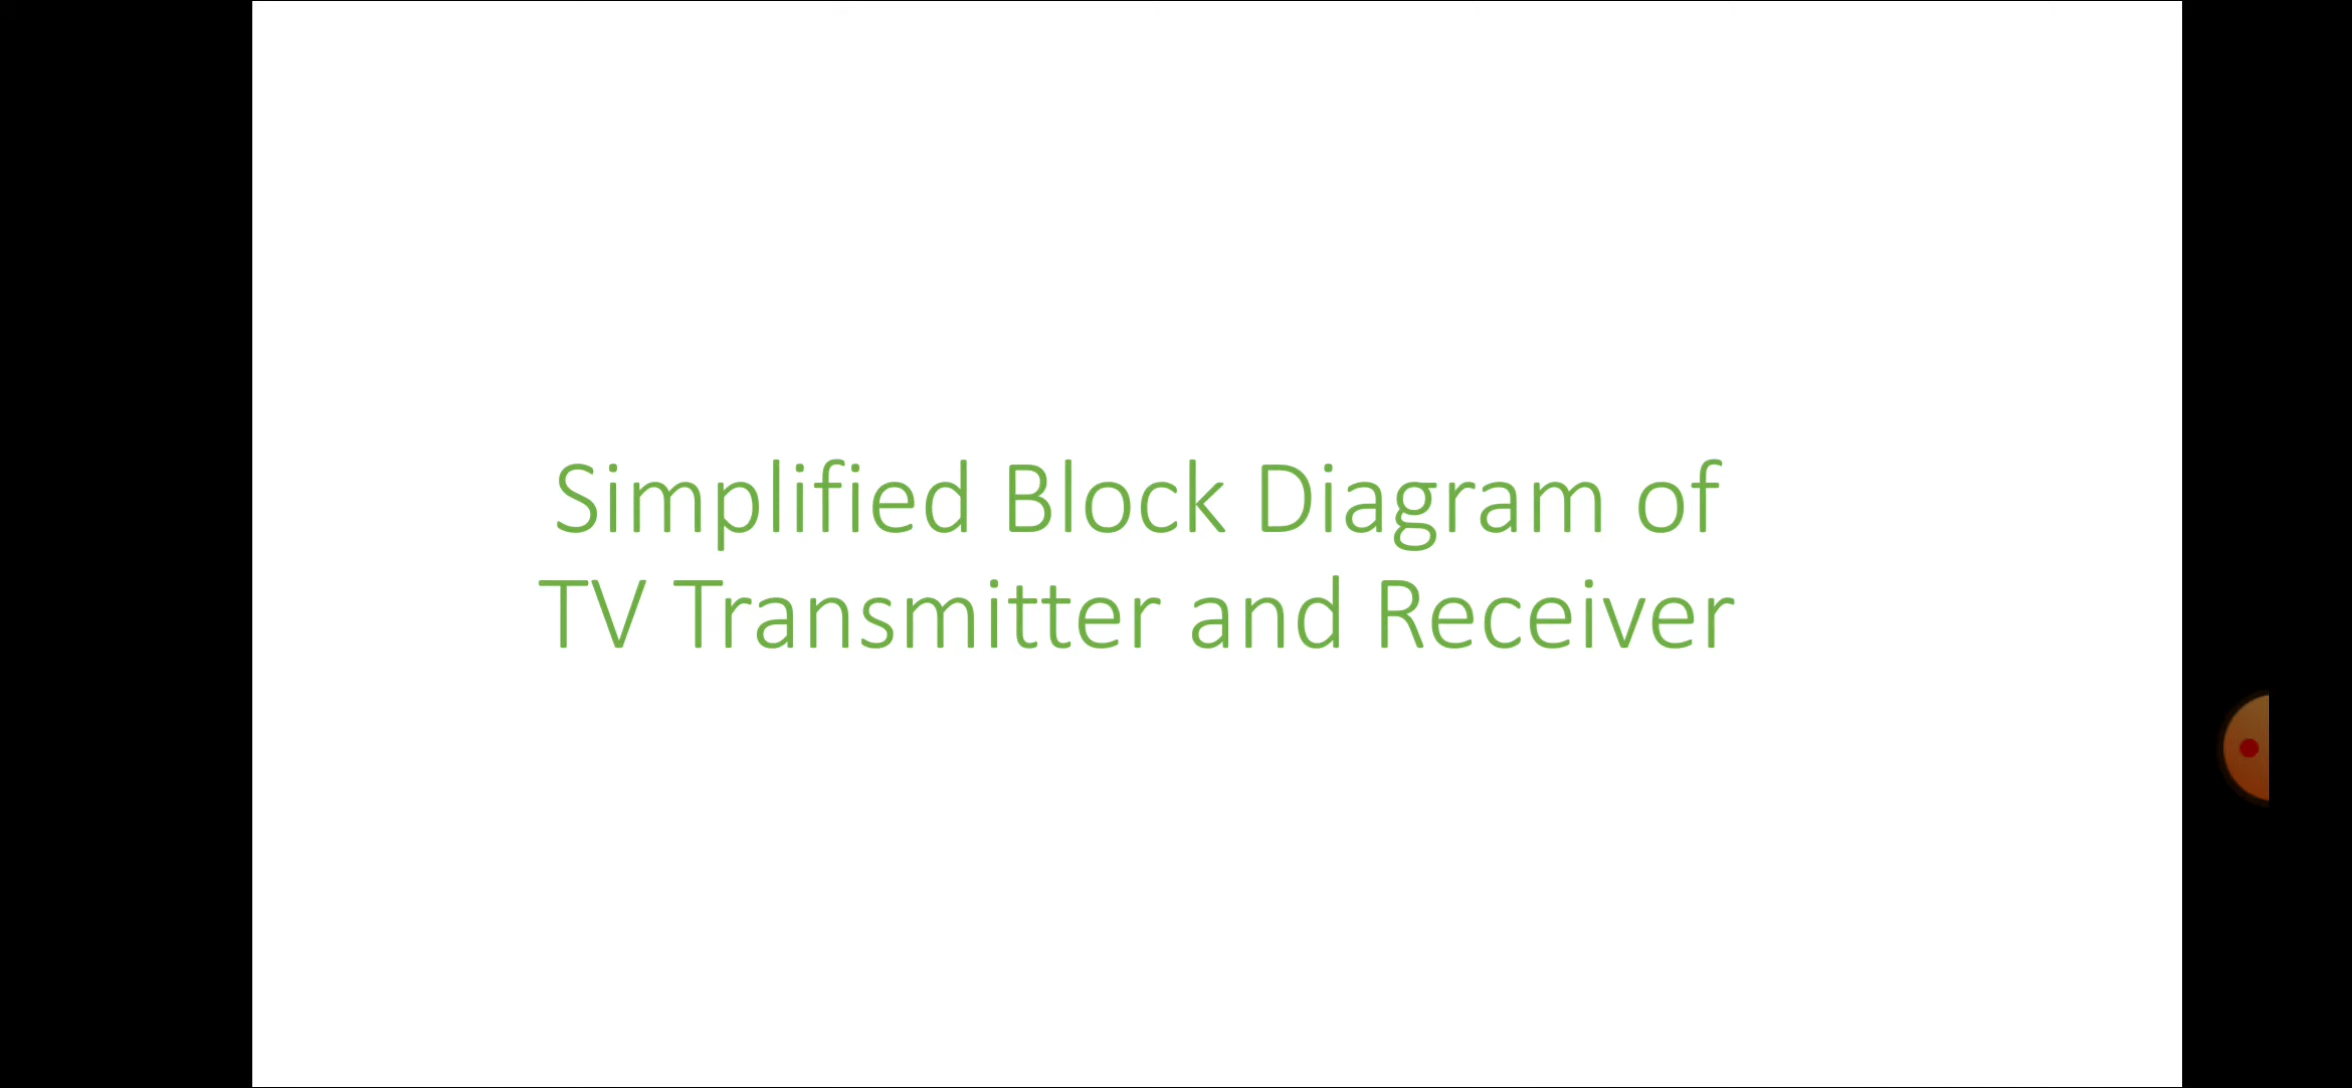 Simplified Block Diagram of
TV Transmitter and Receiver